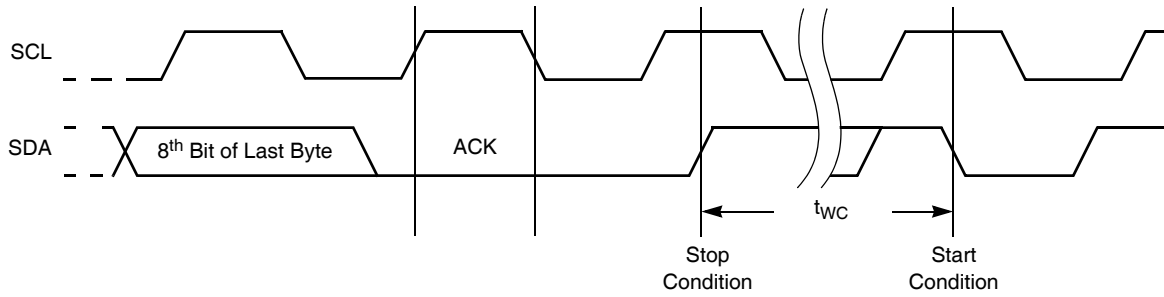 SCL
SDA
8th Bit of Last Byte
ACK
tWC
Stop
Condition
Start
Condition